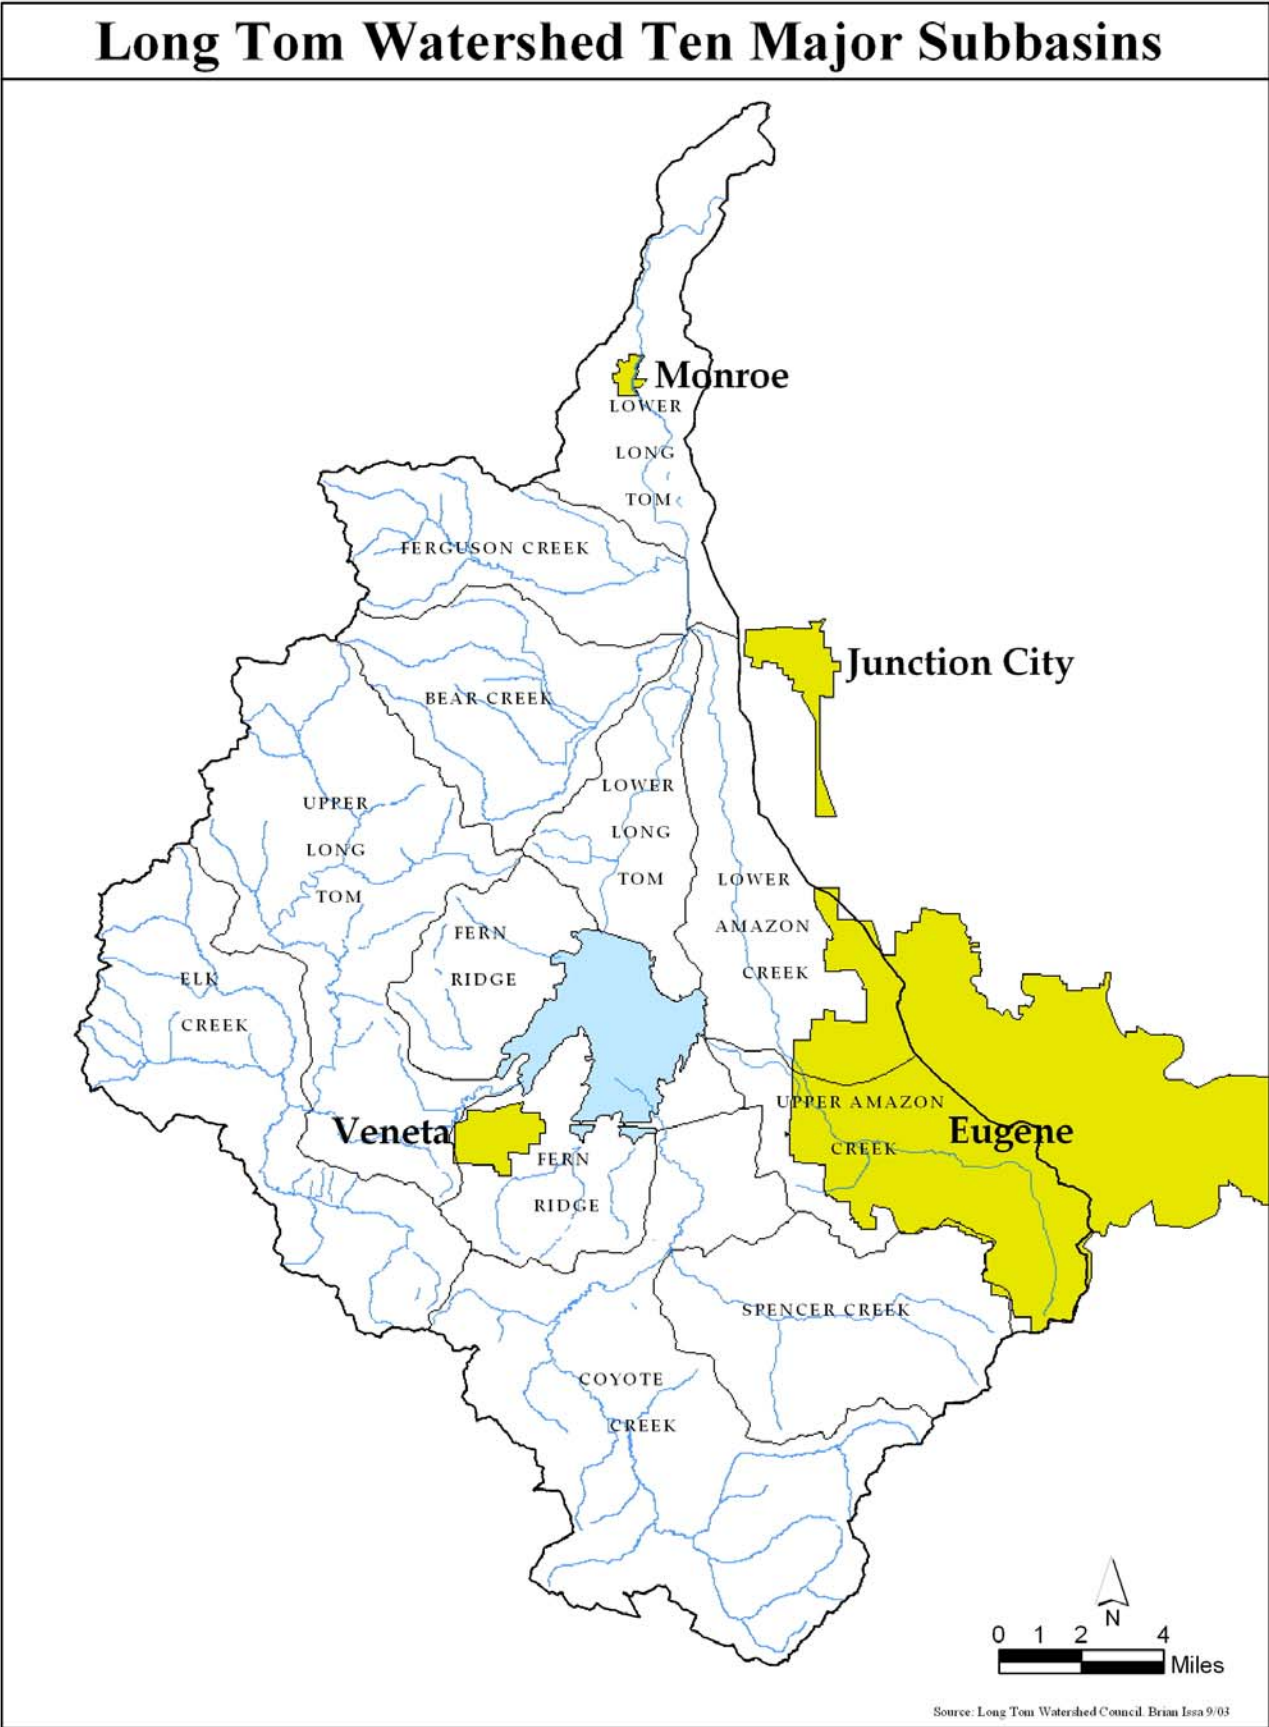 Long Tom Watershed Ten Major Subbasins
Monroe
LOWER
LONG
TOM
FERGUSON CREEK
Junction City
BEAR CREEK
UPPER
LONG
TOM
LOWER
LONG
TOM
LOWER
AMAZON
CREEK
FERN
RIDGE
ELK
CREEK
UPPER AMAZON
CREEK
Eugene
Veneta
FERN
RIDGE
SPENCER CREEK
COYOTE
CREEK
N
0 1 2 4
Miles
Source: Long Tom Watershed Council. Brian Issa 9/03